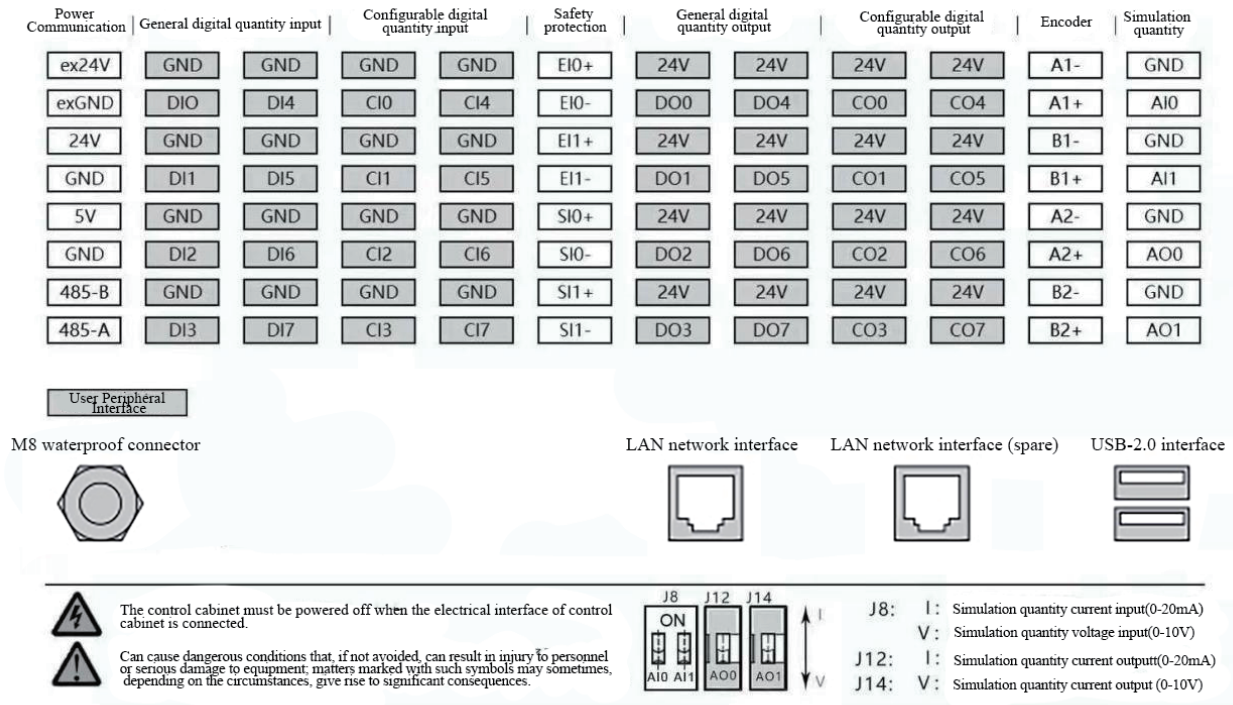 Power
Communication
General digital quantity input
Configurable digital
quantity input
Safety
protection
General digital
quantity output
Configurable digital
quantity output
Encoder
Simulation
quantity
ex24V GND GND GND GND EI0+ 24V 24V 24V 24V A1- GND
exGND DI0 DI4 CI0 CI4 EI0- DO0 DO4 CO0 CO4 A1+ AI0
24V GND GND GND GND EI1+ 24V 24V 24V 24V B1- GND
GND DI1 DI5 CI1 CI5 EI1- DO1 DO5 CO1 CO5 B1+ AI1
5V GND GND GND GND SI0+ 24V 24V 24V 24V A2- GND
GND DI2 DI6 CI2 CI6 SI0- DO2 DO6 CO2 CO6 A2+ AO0
485-B GND GND GND GND SI1+ 24V 24V 24V 24V B2- GND
485-A DI3 DI7 CI3 CI7 SI1- DO3 DO7 CO3 CO7 B2+ AO1
User Peripheral
Interface
M8 waterproof connector
LAN network interface
LAN network interface (spare)
USB-2.0 interface
The control cabinet must be powered off when the electrical interface of control
cabinet is connected.
Can cause dangerous conditions that, if not avoided, can result in injury to personnel
or serious damage to equipment; matters marked with such symbols may sometimes,
depending on the circumstances, give rise to significant consequences.
J8 J12 J14
ON
I
AI0 AI1 AO0 AO1
V
J8: I: Simulation quantity current input(0-20mA)
V: Simulation quantity voltage input(0-10V)
J12: I: Simulation quantity current outputt(0-20mA)
J14: V: Simulation quantity current output (0-10V)